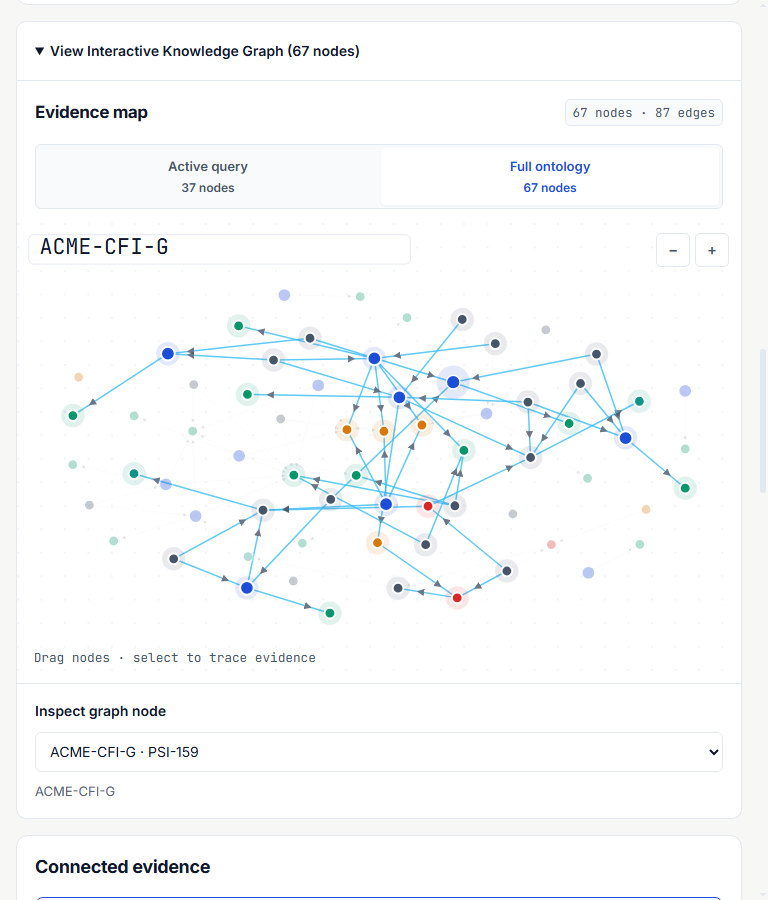 ▼ View Interactive Knowledge Graph (67 nodes)
Evidence map
67 nodes · 87 edges
Active query
37 nodes
Full ontology
67 nodes
ACME-CFI-G
−
+
Drag nodes · select to trace evidence
Inspect graph node
ACME-CFI-G · PSI-159
ACME-CFI-G
Connected evidence